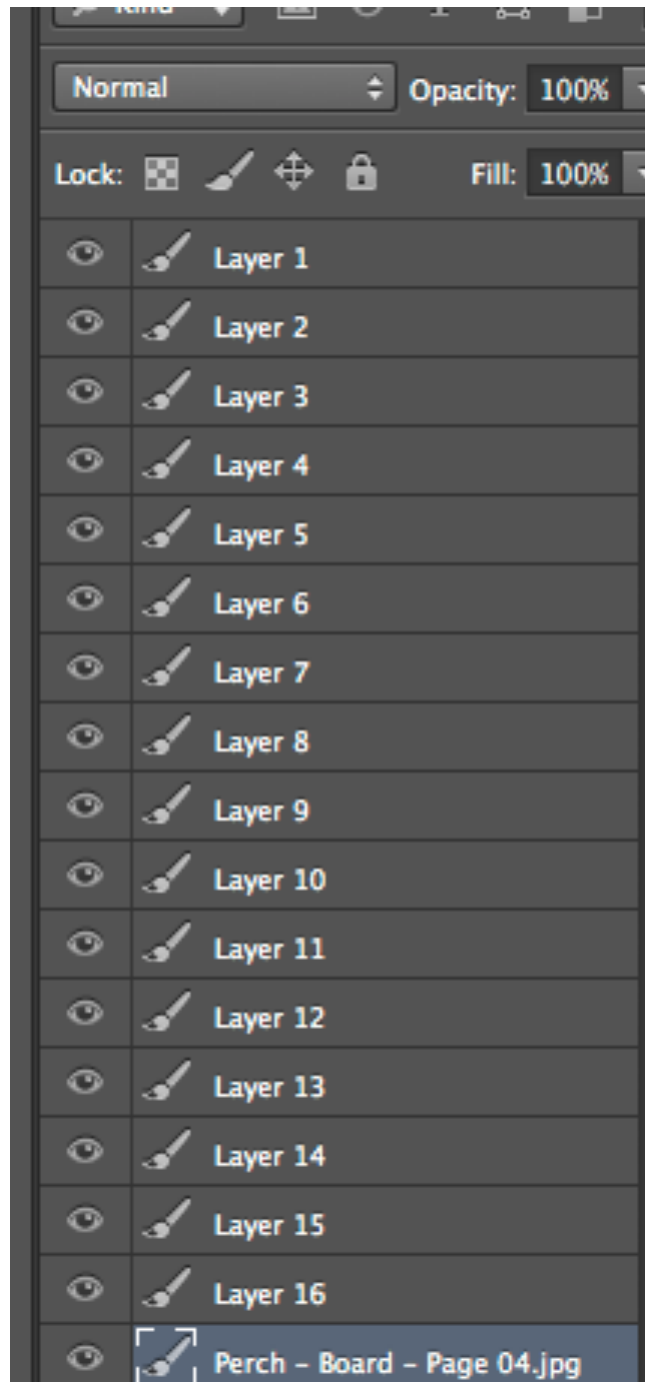 Kind
Normal Opacity: 100%
Lock: Fill: 100%
Layer 1
Layer 2
Layer 3
Layer 4
Layer 5
Layer 6
Layer 7
Layer 8
Layer 9
Layer 10
Layer 11
Layer 12
Layer 13
Layer 14
Layer 15
Layer 16
Perch – Board – Page 04.jpg